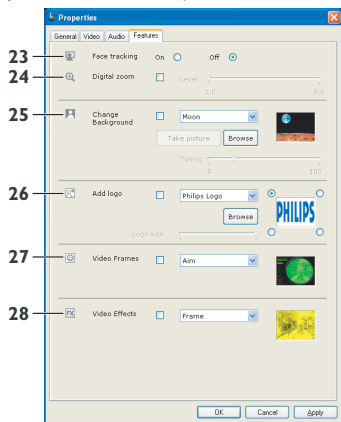 Properties
General Video Audio Features
23 Face tracking On Off
24 Digital zoom Level
1.0 8.0
25 Change Background Moon
Take picture Browse
Tuning
0 100
26 Add logo Philips Logo
Browse
PHILIPS
Logo size
27 Video Frames Aim
28 FX Video Effects Frame
OK Cancel Apply